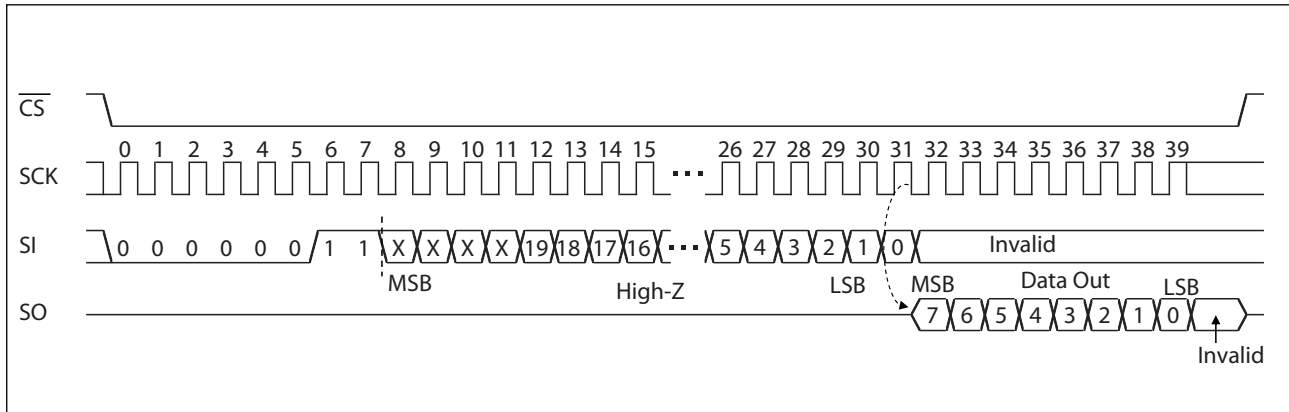 CS
0 1 2 3 4 5 6 7 8 9 10 11 12 13 14 15 26 27 28 29 30 31 32 33 34 35 36 37 38 39
SCK
SI
0 0 0 0 0 0 1 1 X X X X 19 18 17 16 5 4 3 2 1 0 Invalid
MSB High-Z LSB MSB Data Out LSB
SO
7 6 5 4 3 2 1 0
Invalid